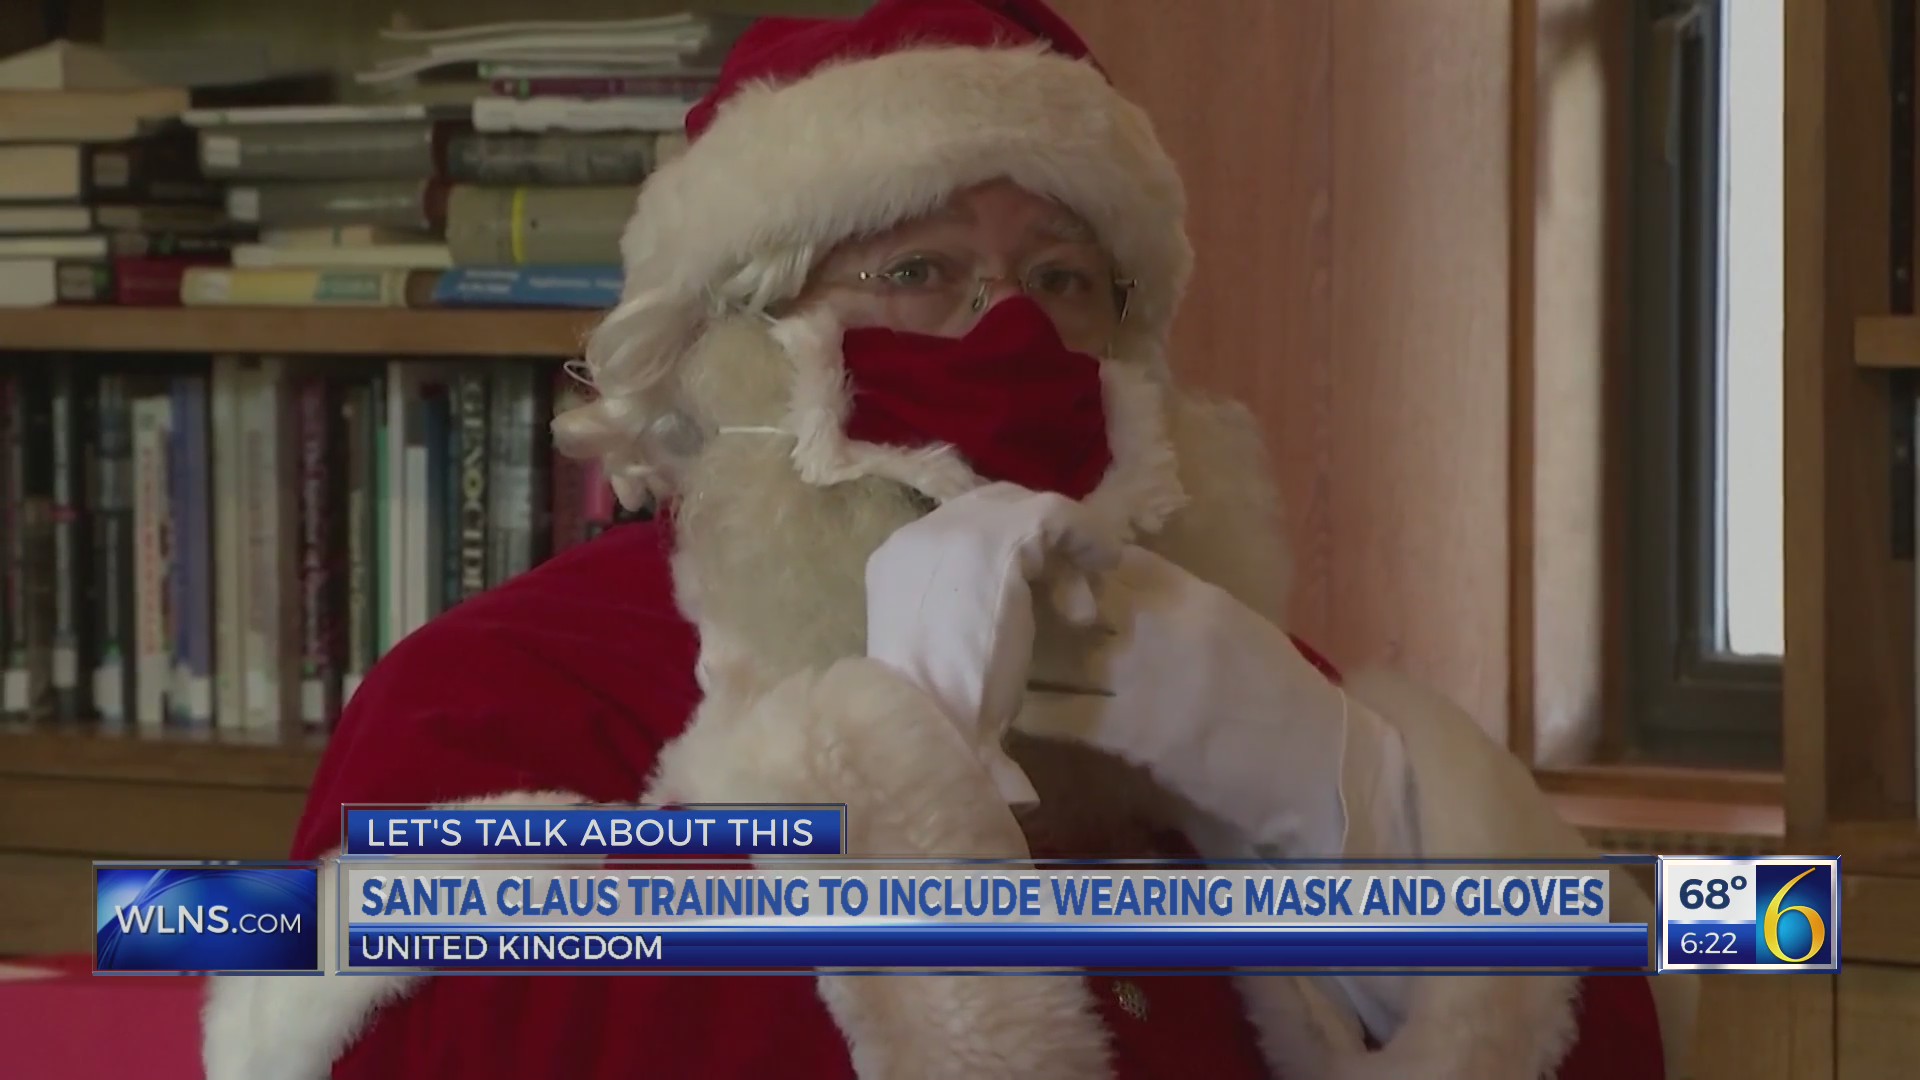 GENOCIDE
LET'S TALK ABOUT THIS
WLNS.COM
SANTA CLAUS TRAINING TO INCLUDE WEARING MASK AND GLOVES
UNITED KINGDOM
68°
6:22
6